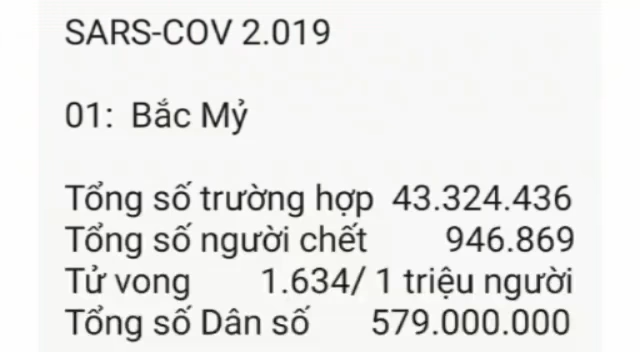 SARS-COV 2.019
01: Bắc Mỷ
Tổng số trường hợp 43.324.436
Tổng số người chết 946.869
Tử vong 1.634/ 1 triệu người
Tổng số Dân số 579.000.000